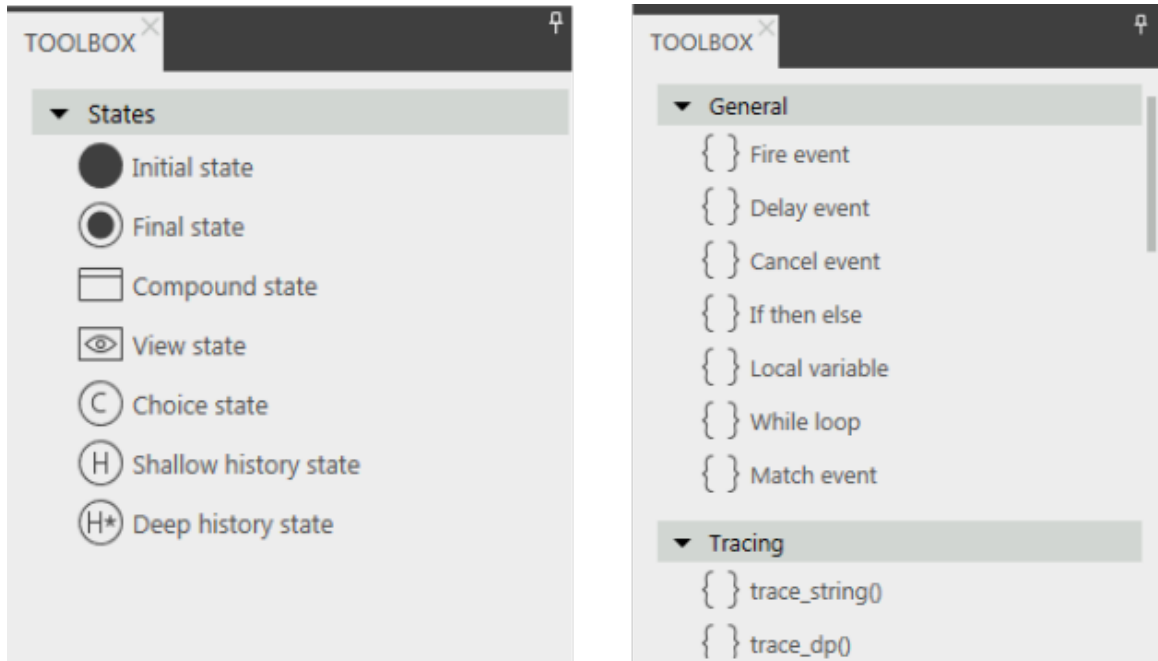 TOOLBOX
States
Initial state
Final state
Compound state
View state
C Choice state
H Shallow history state
H* Deep history state
TOOLBOX
General
{ } Fire event
{ } Delay event
{ } Cancel event
{ } If then else
{ } Local variable
{ } While loop
{ } Match event
Tracing
{ } trace_string()
{ } trace_dp()